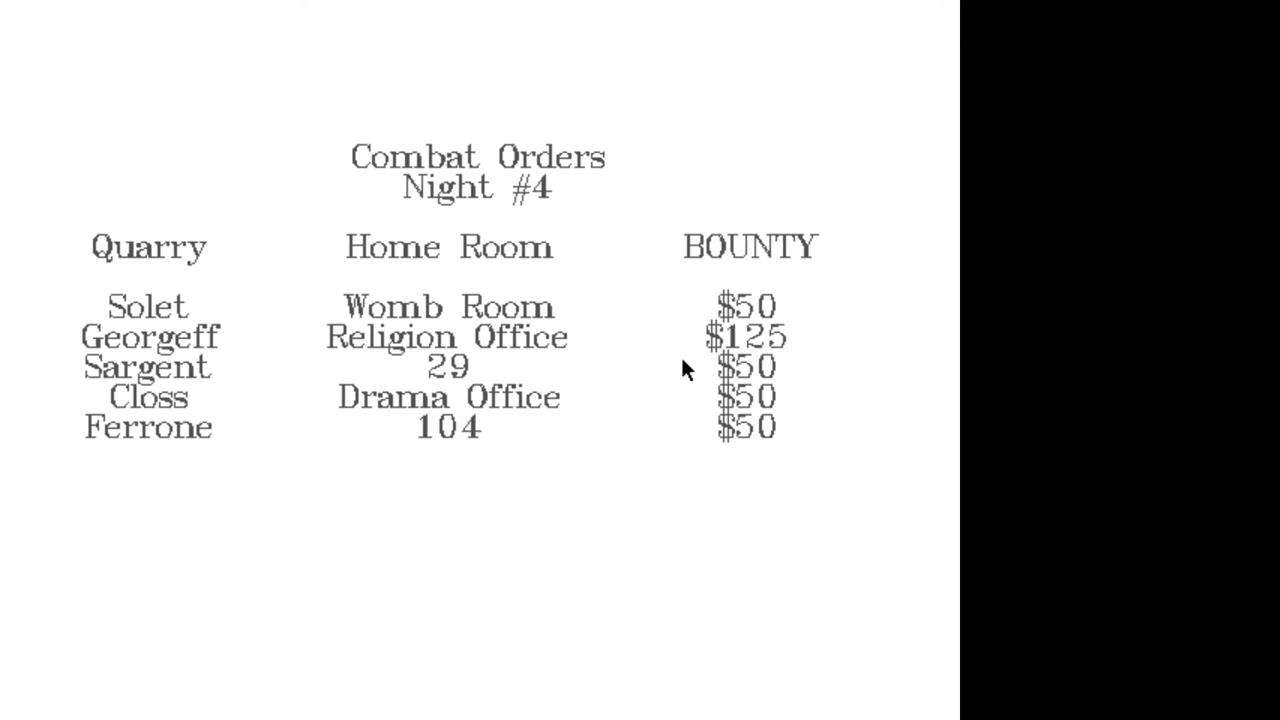 Combat Orders
Night #4
Quarry Home Room BOUNTY
Solet Womb Room $50
Georgeff Religion Office $125
Sargent 29 $50
Closs Drama Office $50
Ferrone 104 $50